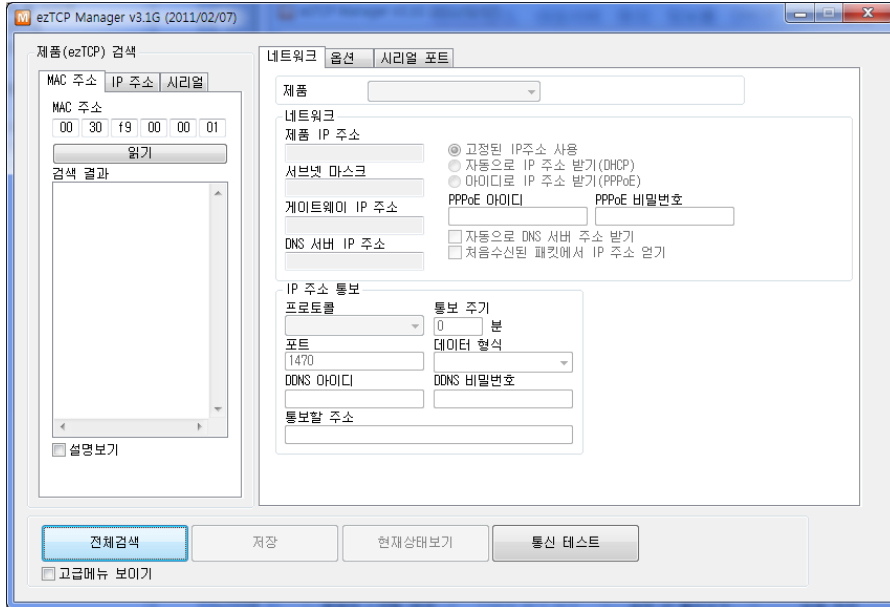 ezTCP Manager v3.1G (2011/02/07)
제품(ezTCP) 검색
MAC 주소 IP 주소 시리얼
MAC 주소
00 30 f9 00 00 01
읽기
검색 결과
설명보기
네트워크 옵션 시리얼 포트
제품
네트워크
제품 IP 주소
서브넷 마스크
게이트웨이 IP 주소
DNS 서버 IP 주소
고정된 IP주소 사용
자동으로 IP 주소 받기(DHCP)
아이디로 IP 주소 받기(PPPoE)
PPPoE 아이디 PPPoE 비밀번호
자동으로 DNS 서버 주소 받기
처음수신된 패킷에서 IP 주소 얻기
IP 주소 통보
프로토콜 통보 주기
0 분
포트 데이터 형식
1470
DDNS 아이디 DDNS 비밀번호
통보할 주소
전체검색 저장 현재상태보기 통신 테스트
고급메뉴 보이기